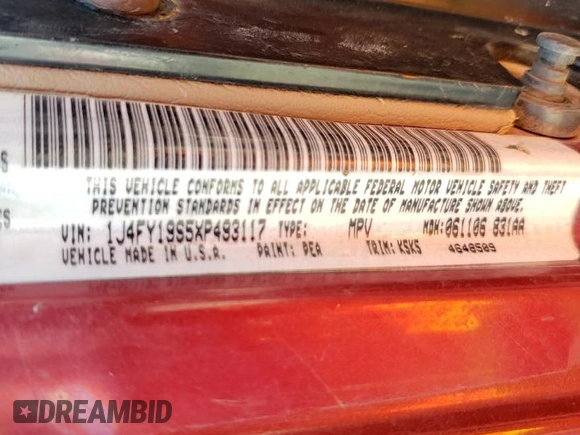 THIS VEHICLE CONFORMS TO ALL APPLICABLE FEDERAL MOTOR VEHICLE SAFETY AND THEFT
PREVENTION STANDARDS IN EFFECT ON THE DATE OF MANUFACTURE SHOWN ABOVE.
VIN: 1J4FY19S5XP493117 TYPE: MPV MDH: 061106 831AA
VEHICLE MADE IN U.S.A. PAINT: PEA TRIM: KSKS 4648509
DREAMBID